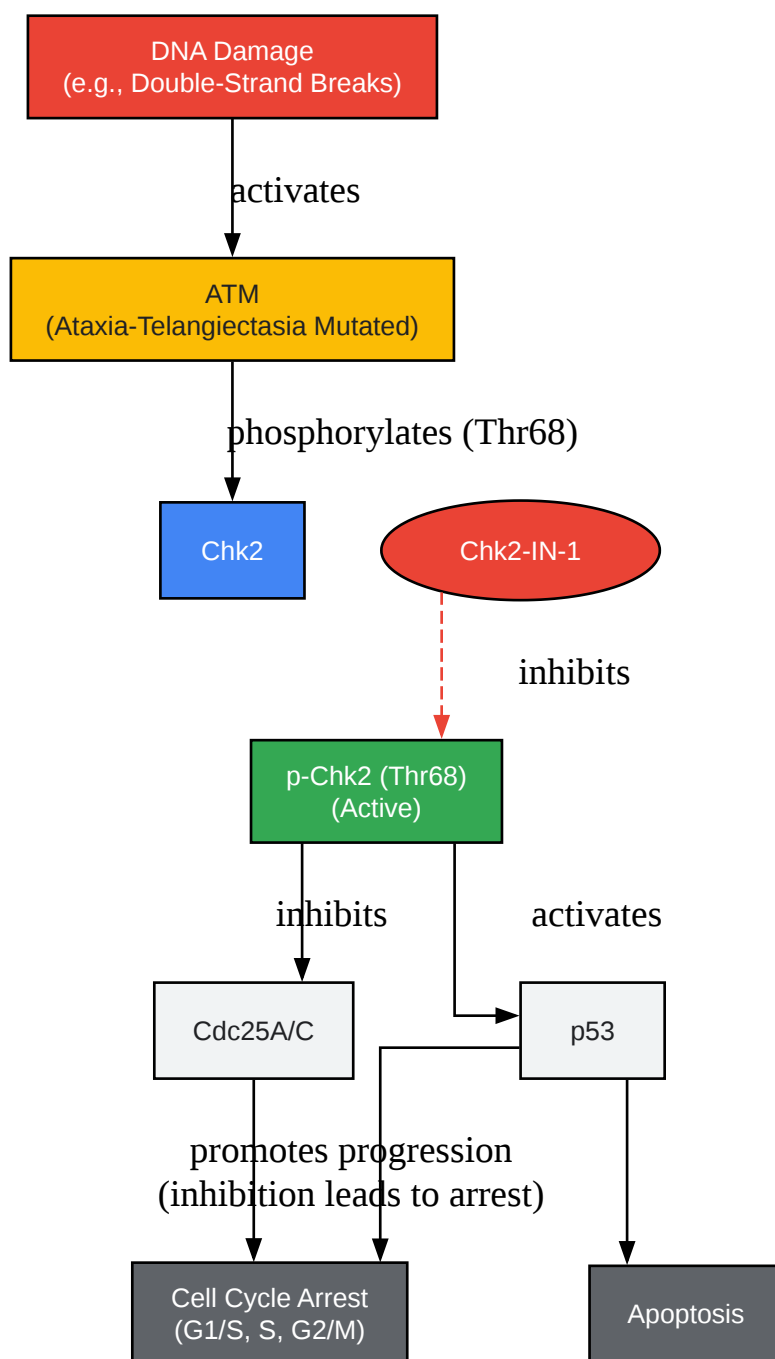 DNA Damage
(e.g., Double-Strand Breaks)
activates
ATM
(Ataxia-Telangiectasia Mutated)
phosphorylates (Thr68)
Chk2
Chk2-IN-1
inhibits
p-Chk2 (Thr68)
(Active)
inhibits
activates
Cdc25A/C
p53
promotes progression
(inhibition leads to arrest)
Cell Cycle Arrest
(G1/S, S, G2/M)
Apoptosis